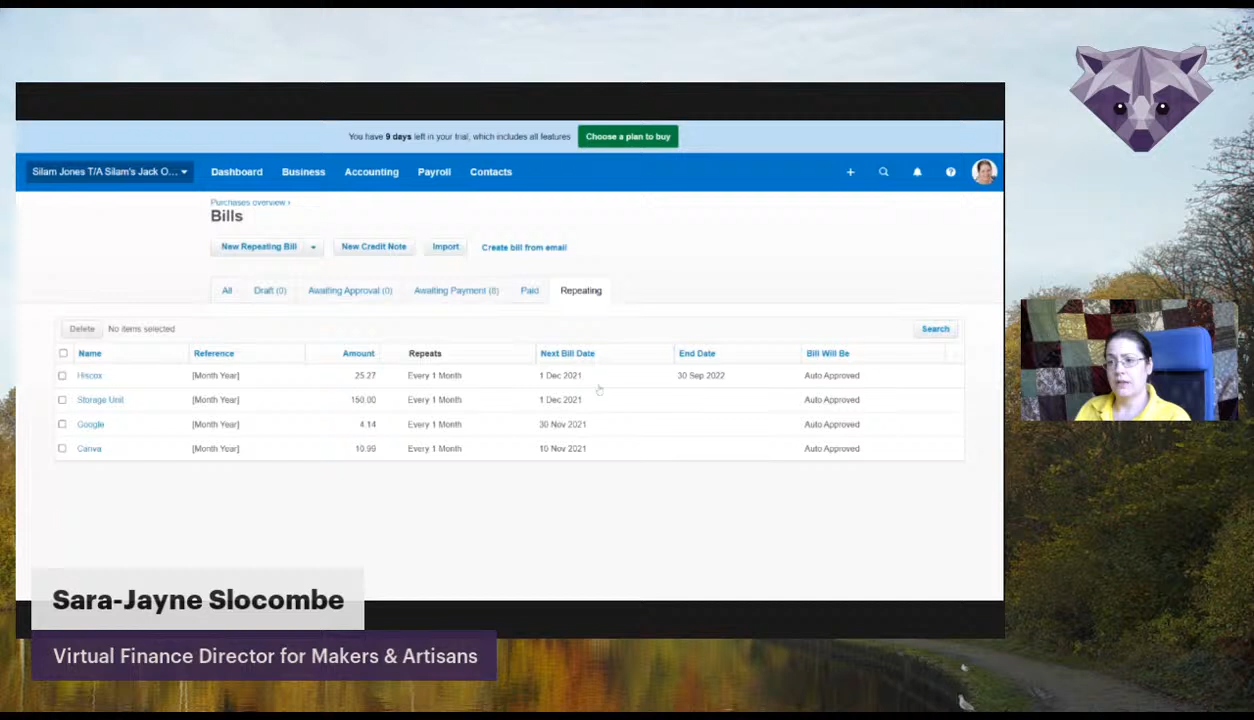 You have 9 days left in your trial, which includes all features Choose a plan to buy
Silam Jones T/A Silam's Jack O... Dashboard Business Accounting Payroll Contacts
Purchases overview ›
Bills
New Repeating Bill New Credit Note Import Create bill from email
All Draft (0) Awaiting Approval (0) Awaiting Payment (8) Paid Repeating
Delete No items selected Search
Name Reference Amount Repeats Next Bill Date End Date Bill Will Be
Hiscox [Month Year] 25.27 Every 1 Month 1 Dec 2021 30 Sep 2022 Auto Approved
Storage Unit [Month Year] 150.00 Every 1 Month 1 Dec 2021 Auto Approved
Google [Month Year] 4.14 Every 1 Month 30 Nov 2021 Auto Approved
Canva [Month Year] 10.99 Every 1 Month 10 Nov 2021 Auto Approved
Sara-Jayne Slocombe
Virtual Finance Director for Makers & Artisans